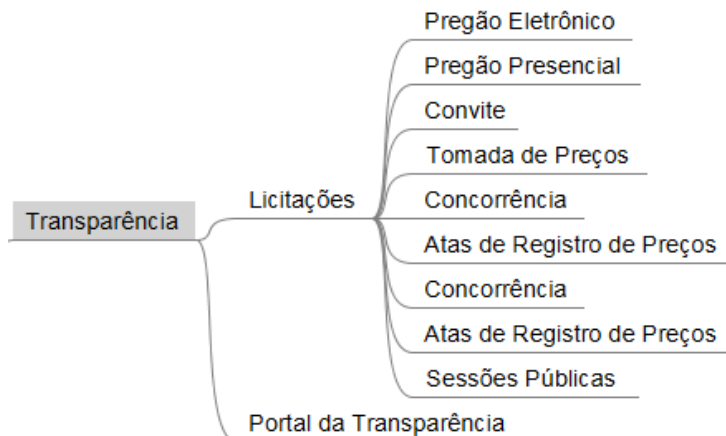 Pregão Eletrônico
Pregão Presencial
Convite
Tomada de Preços
Licitações
Concorrência
Transparência
Atas de Registro de Preços
Concorrência
Atas de Registro de Preços
Sessões Públicas
Portal da Transparência